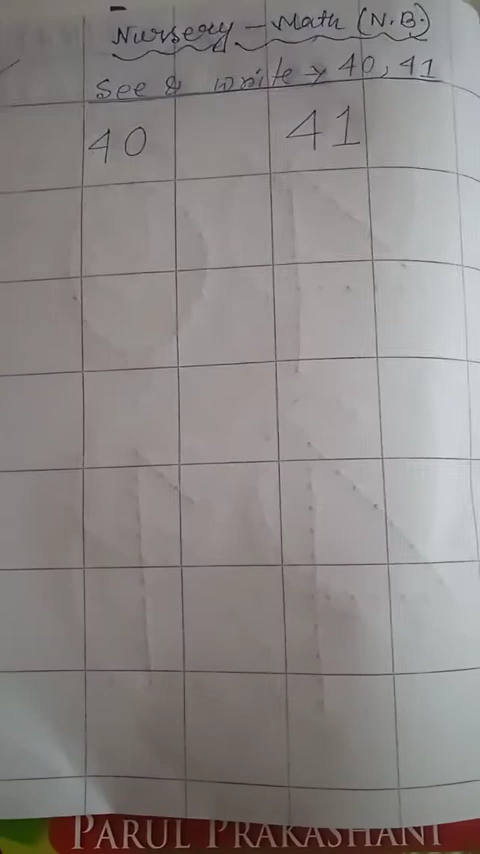 Nursery - Math (N.B.)
See & write → 40, 41
40 41
PARUL PRAKASHANI